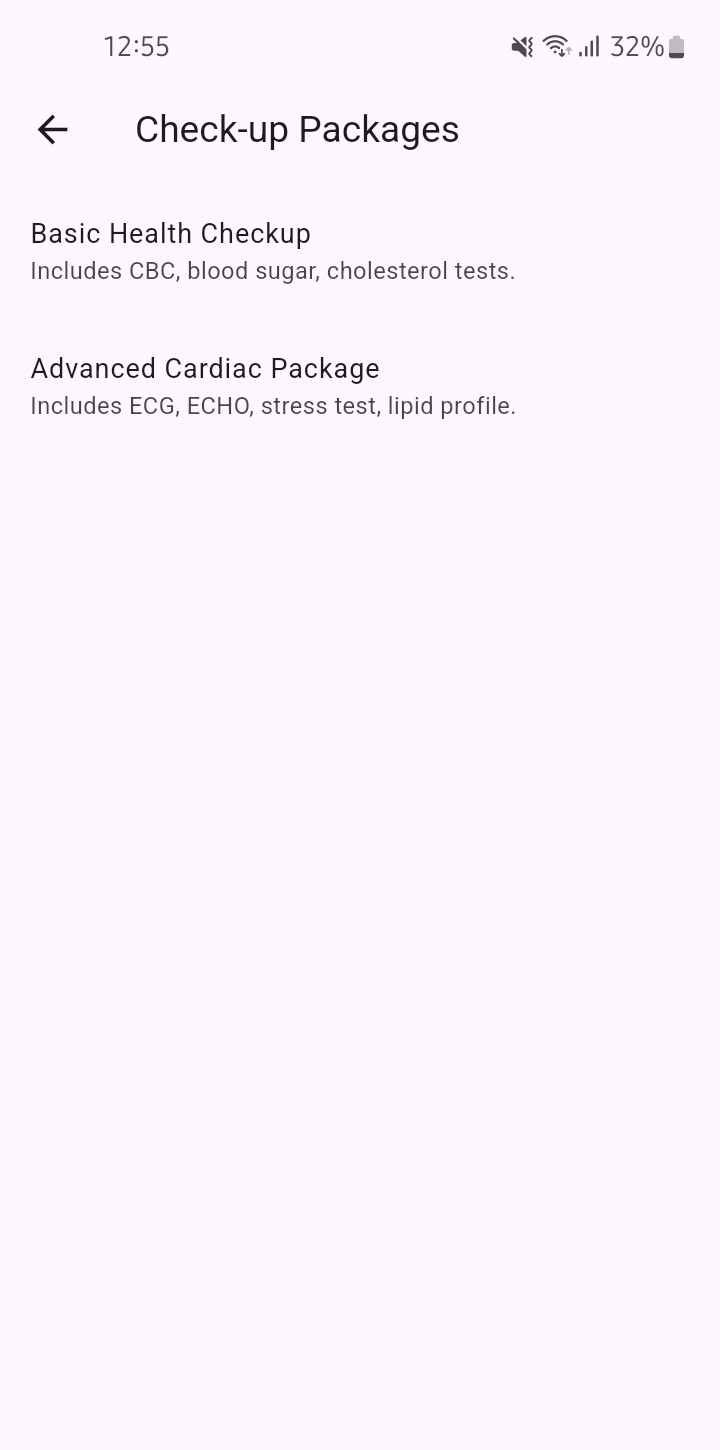 12:55
32%
Check-up Packages
Basic Health Checkup
Includes CBC, blood sugar, cholesterol tests.
Advanced Cardiac Package
Includes ECG, ECHO, stress test, lipid profile.